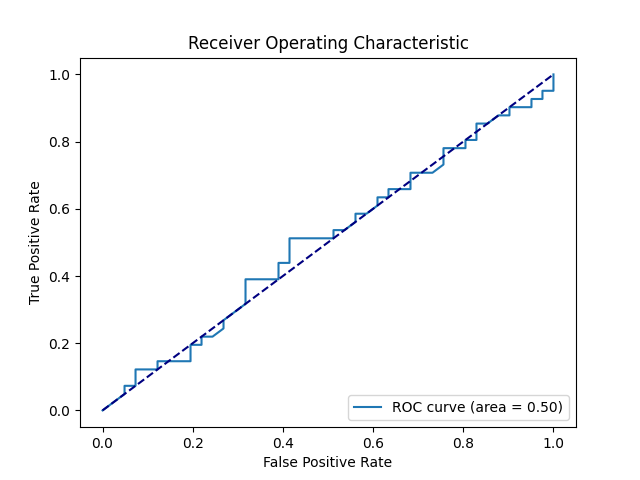 Receiver Operating Characteristic
1.0
0.8
0.6
0.4
0.2
0.0
True Positive Rate
ROC curve (area = 0.50)
0.0 0.2 0.4 0.6 0.8 1.0
False Positive Rate